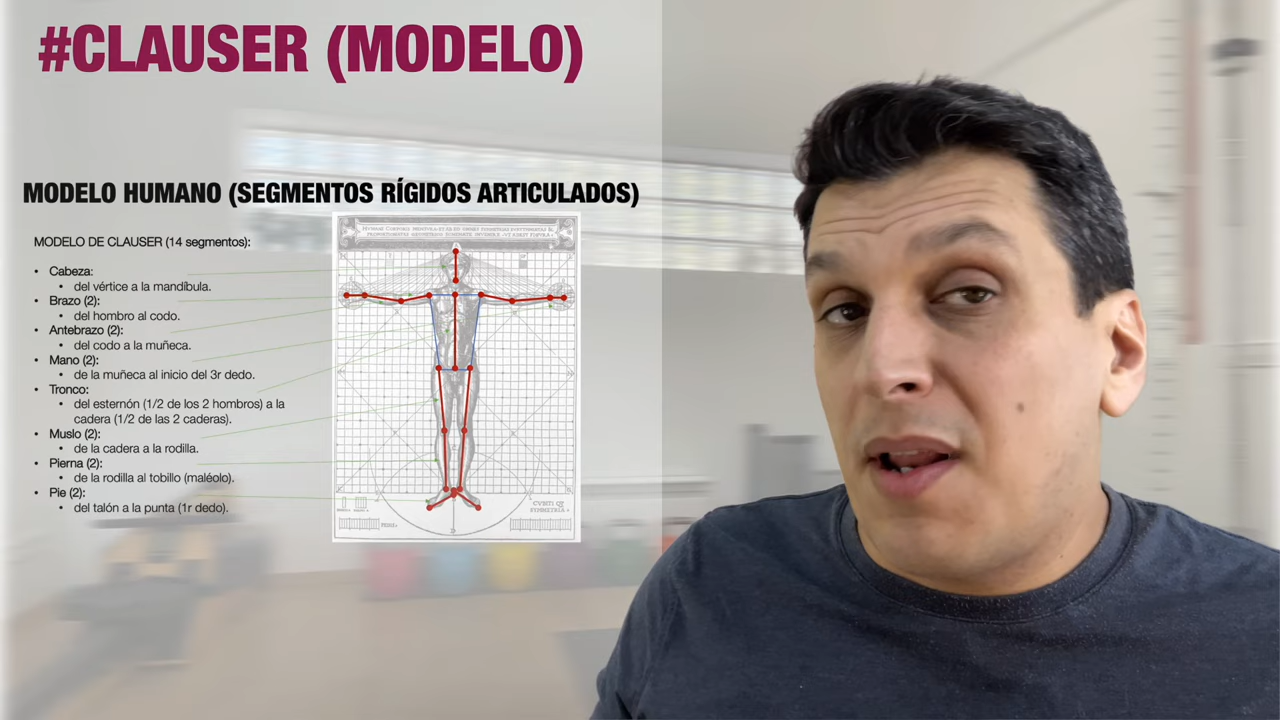 #CLAUSER (MODELO)
MODELO HUMANO (SEGMENTOS RÍGIDOS ARTICULADOS)
MODELO DE CLAUSER (14 segmentos):
• Cabeza:
• del vértice a la mandíbula.
• Brazo (2):
• del hombro al codo.
• Antebrazo (2):
• del codo a la muñeca.
• Mano (2):
• de la muñeca al inicio del 3r dedo.
• Tronco:
• del esternón (1/2 de los 2 hombros) a la
cadera (1/2 de las 2 caderas).
• Muslo (2):
• de la cadera a la rodilla.
• Pierna (2):
• de la rodilla al tobillo (maléolo).
• Pie (2):
• del talón a la punta (1r dedo).